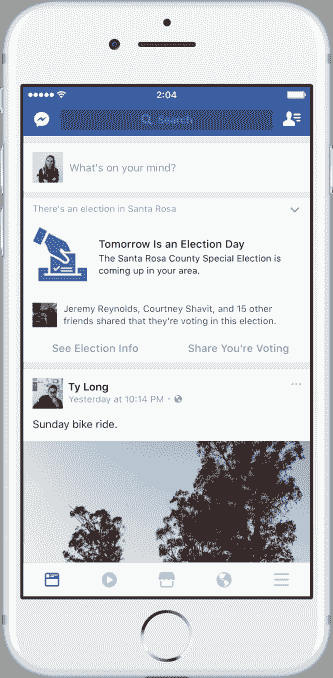 2:04
Search
What's on your mind?
There's an election in Santa Rosa
Tomorrow Is an Election Day
The Santa Rosa County Special Election is
coming up in your area.
Jeremy Reynolds, Courtney Shavit, and 15 other
friends shared that they're voting in this election.
See Election Info
Share You're Voting
Ty Long
Yesterday at 10:14 PM ·
Sunday bike ride.